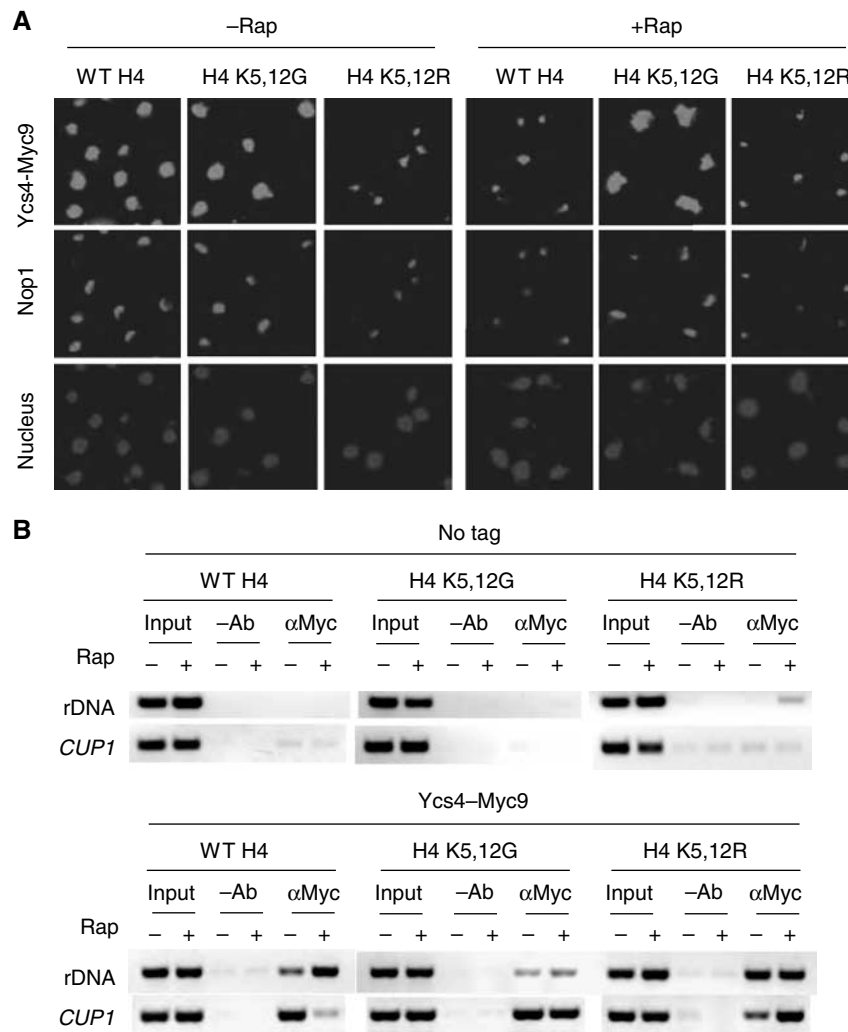 A
–Rap
+Rap
WT H4 H4 K5,12G H4 K5,12R WT H4 H4 K5,12G H4 K5,12R
Ycs4-Myc9
Nop1
Nucleus
B
No tag
WT H4 H4 K5,12G H4 K5,12R
Input –Ab αMyc Input –Ab αMyc Input –Ab αMyc
Rap – + – + – + – + – + – + – + – + – +
rDNA
CUP1
Ycs4–Myc9
WT H4 H4 K5,12G H4 K5,12R
Input –Ab αMyc Input –Ab αMyc Input –Ab αMyc
Rap – + – + – + – + – + – + – + – + – +
rDNA
CUP1